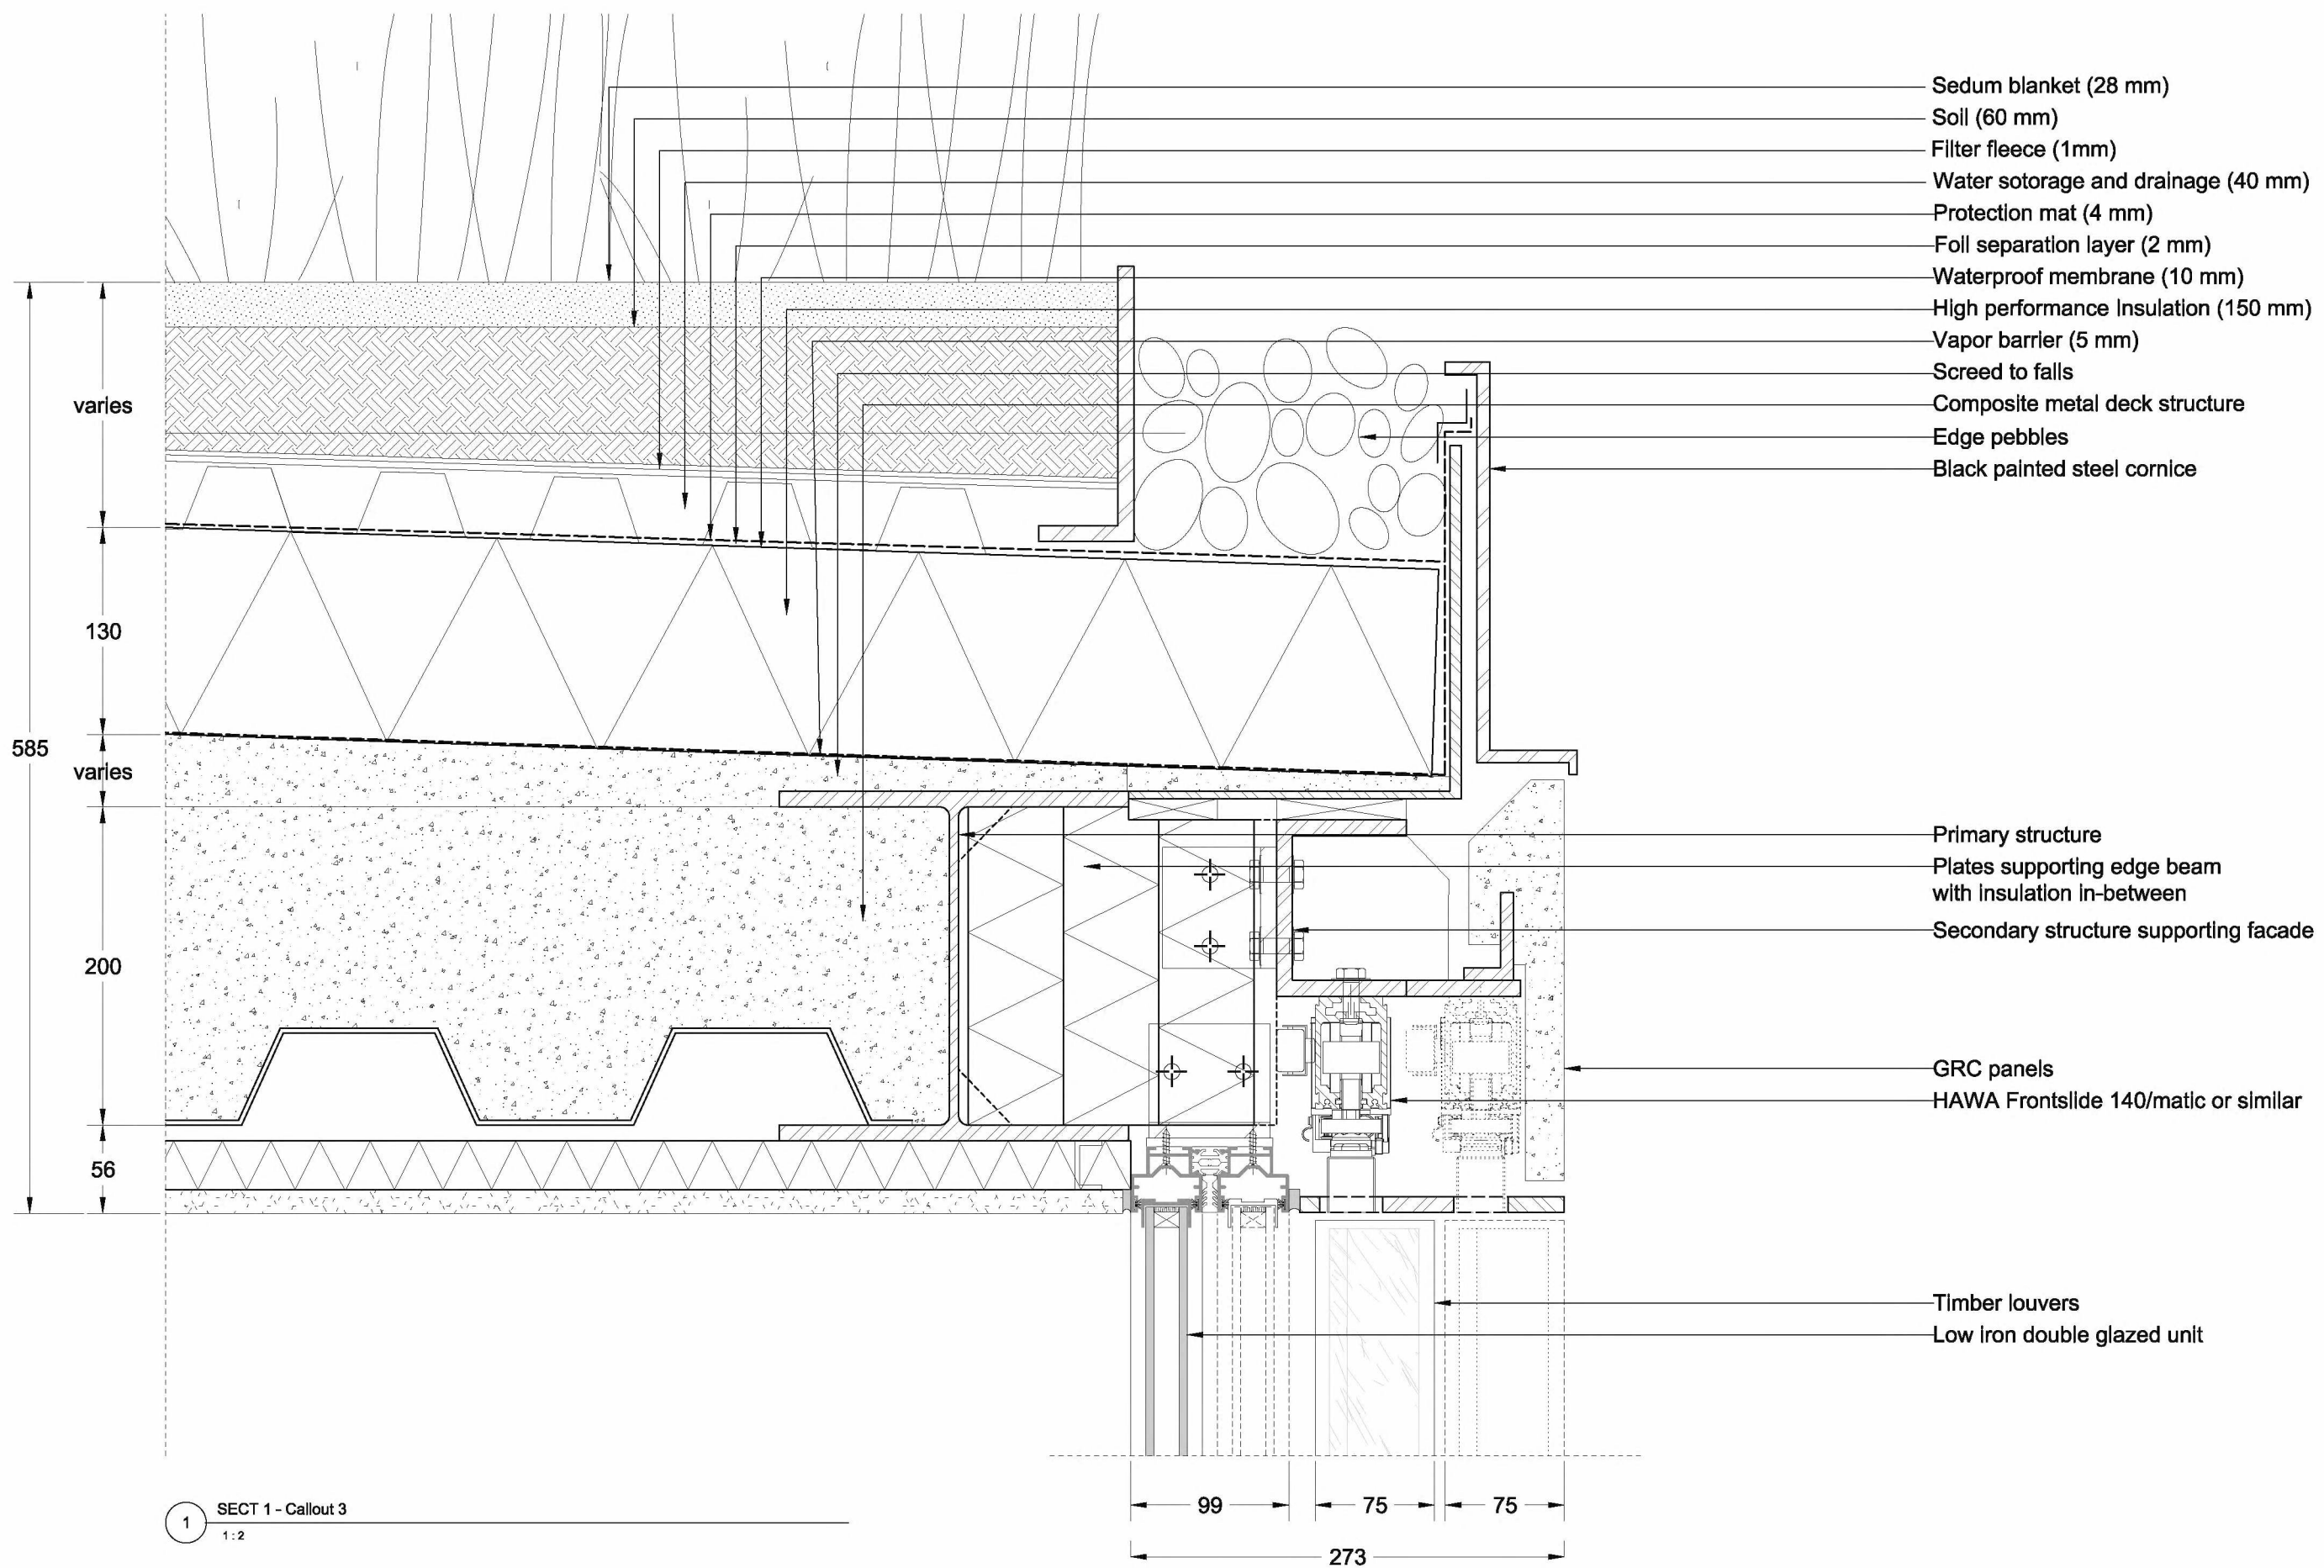 Sedum blanket (28 mm)
Soil (60 mm)
Filter fleece (1mm)
Water sotorage and drainage (40 mm)
Protection mat (4 mm)
Foil separation layer (2 mm)
Waterproof membrane (10 mm)
High performance Insulation (150 mm)
Vapor barrier (5 mm)
Screed to falls
Composite metal deck structure
Edge pebbles
Black painted steel cornice
varies
130
585
varies
200
56
Primary structure
Plates supporting edge beam
with insulation in-between
Secondary structure supporting facade
GRC panels
HAWA Frontslide 140/matic or similar
Timber louvers
Low iron double glazed unit
99
75
75
273
1
SECT 1 - Callout 3
1 : 2